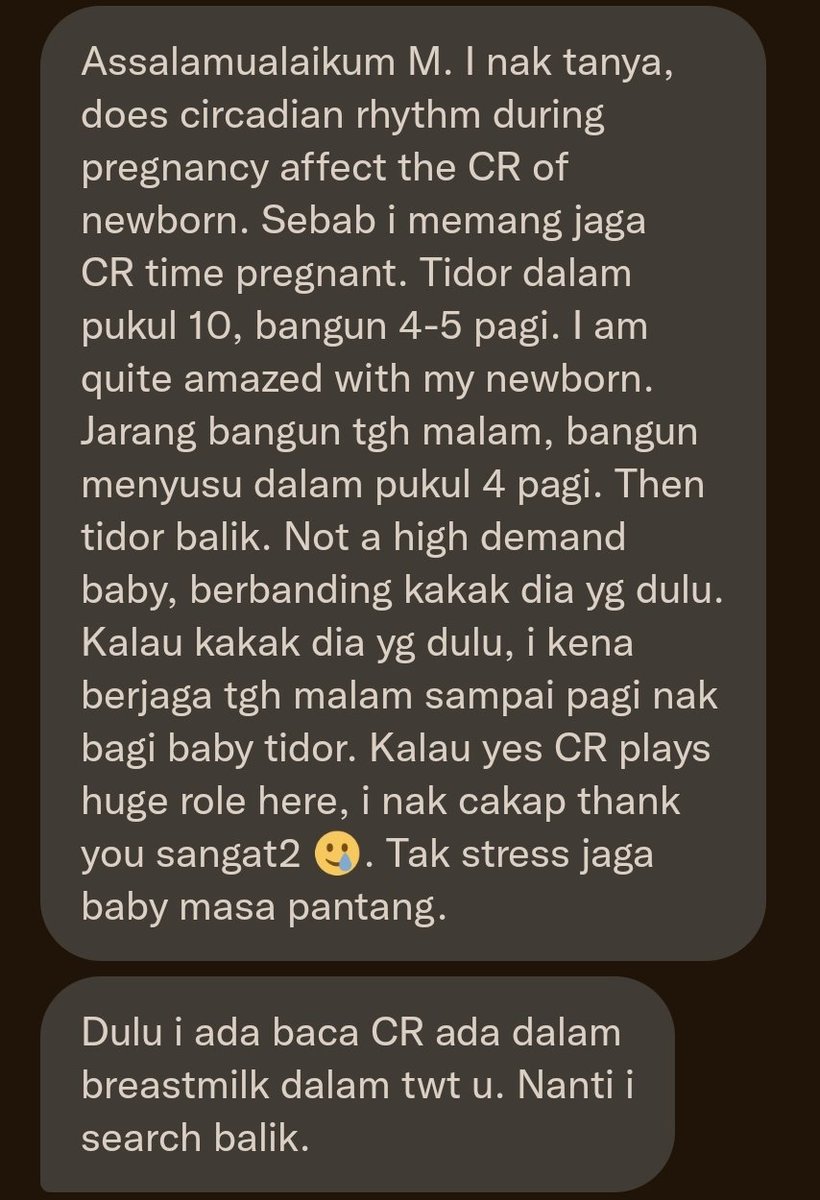 Assalamualaikum M. I nak tanya,
does circadian rhythm during
pregnancy affect the CR of
newborn. Sebab i memang jaga
CR time pregnant. Tidor dalam
pukul 10, bangun 4-5 pagi. I am
quite amazed with my newborn.
Jarang bangun tgh malam, bangun
menyusu dalam pukul 4 pagi. Then
tidor balik. Not a high demand
baby, berbanding kakak dia yg dulu.
Kalau kakak dia yg dulu, i kena
berjaga tgh malam sampai pagi nak
bagi baby tidor. Kalau yes CR plays
huge role here, i nak cakap thank
you sangat2 🥲. Tak stress jaga
baby masa pantang.
Dulu i ada baca CR ada dalam
breastmilk dalam twt u. Nanti i
search balik.